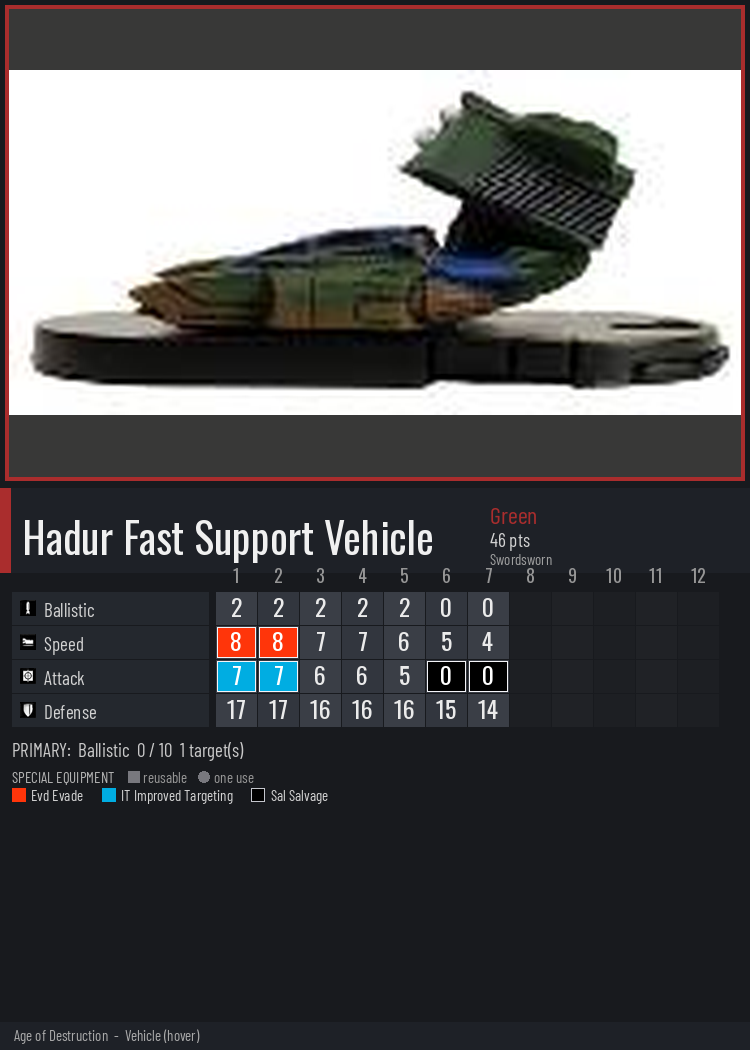 Hadur Fast Support Vehicle
Green
46 pts
Swordsworn
1 2 3 4 5 6 7 8 9 10 11 12
Ballistic 2 2 2 2 2 0 0
Speed 8 8 7 7 6 5 4
Attack 7 7 6 6 5 0 0
Defense 17 17 16 16 16 15 14
PRIMARY: Ballistic 0 / 10 1 target(s)
SPECIAL EQUIPMENT reusable one use
Evd Evade IT Improved Targeting Sal Salvage
Age of Destruction - Vehicle (hover)